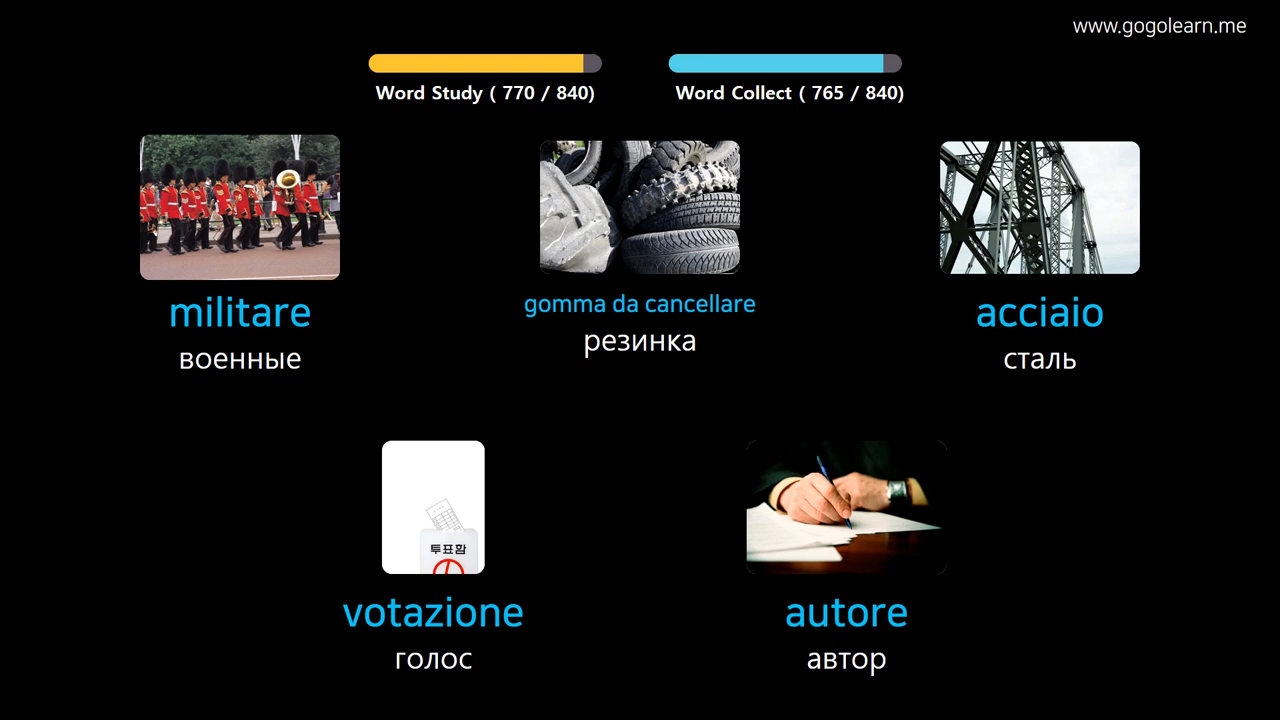 www.gogolearn.me
Word Study ( 770 / 840)
Word Collect ( 765 / 840)
militare
военные
gomma da cancellare
резинка
acciaio
сталь
투표함
votazione
голос
autore
автор